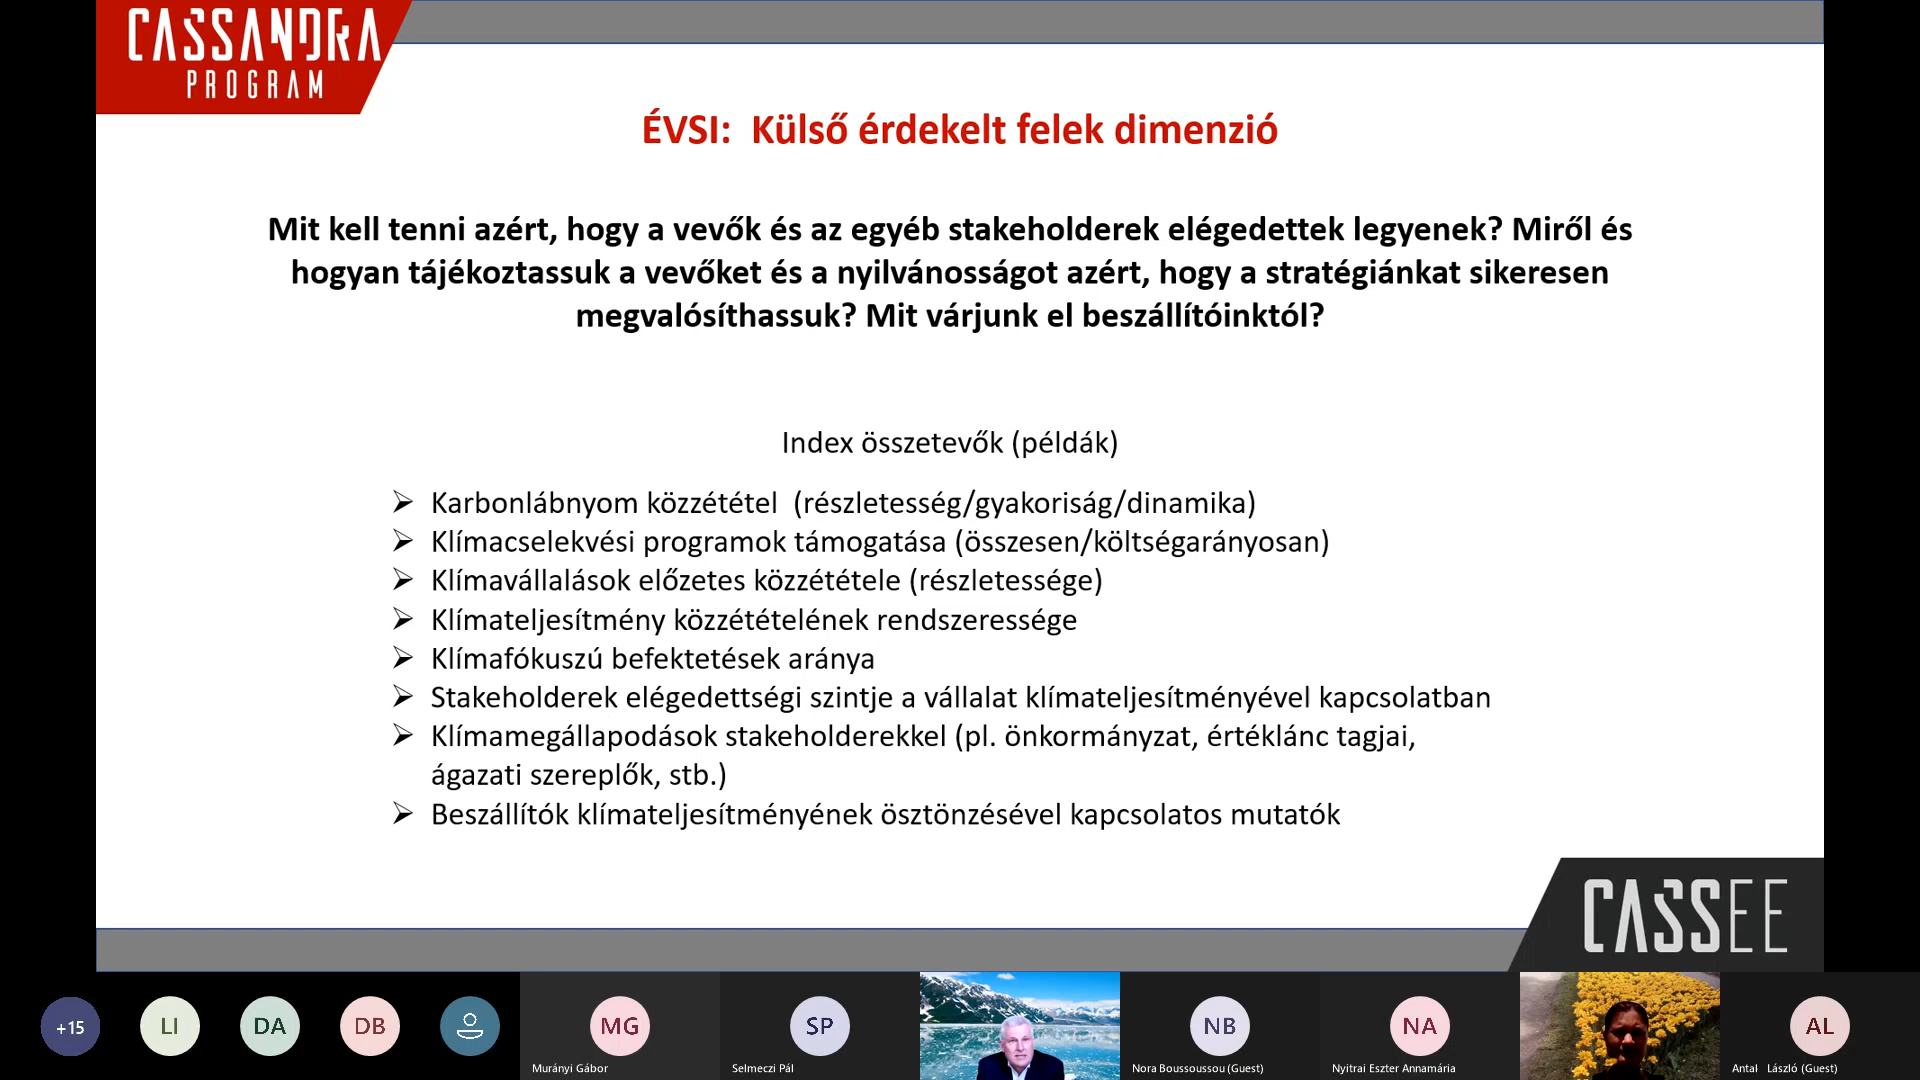 CASSANDRA
PROGRAM
ÉVSI:  Külső érdekelt felek dimenzió
Mit kell tenni azért, hogy a vevők és az egyéb stakeholderek elégedettek legyenek? Miről és
hogyan tájékoztassuk a vevőket és a nyilvánosságot azért, hogy a stratégiánkat sikeresen
megvalósíthassuk? Mit várjunk el beszállítóinktól?
Index összetevők (példák)
Karbonlábnyom közzététel  (részletesség/gyakoriság/dinamika)
Klímacselekvési programok támogatása (összesen/költségarányosan)
Klímavállalások előzetes közzététele (részletessége)
Klímateljesítmény közzétételének rendszeressége
Klímafókuszú befektetések aránya
Stakeholderek elégedettségi szintje a vállalat klímateljesítményével kapcsolatban
Klímamegállapodások stakeholderekkel (pl. önkormányzat, értéklánc tagjai,
ágazati szereplők, stb.)
Beszállítók klímateljesítményének ösztönzésével kapcsolatos mutatók
CASSEE
+15 LI DA DB MG SP NB NA AL
Murányi Gábor
Selmeczi Pál
Nora Boussoussou (Guest)
Nyitrai Eszter Annamária
Antal László (Guest)